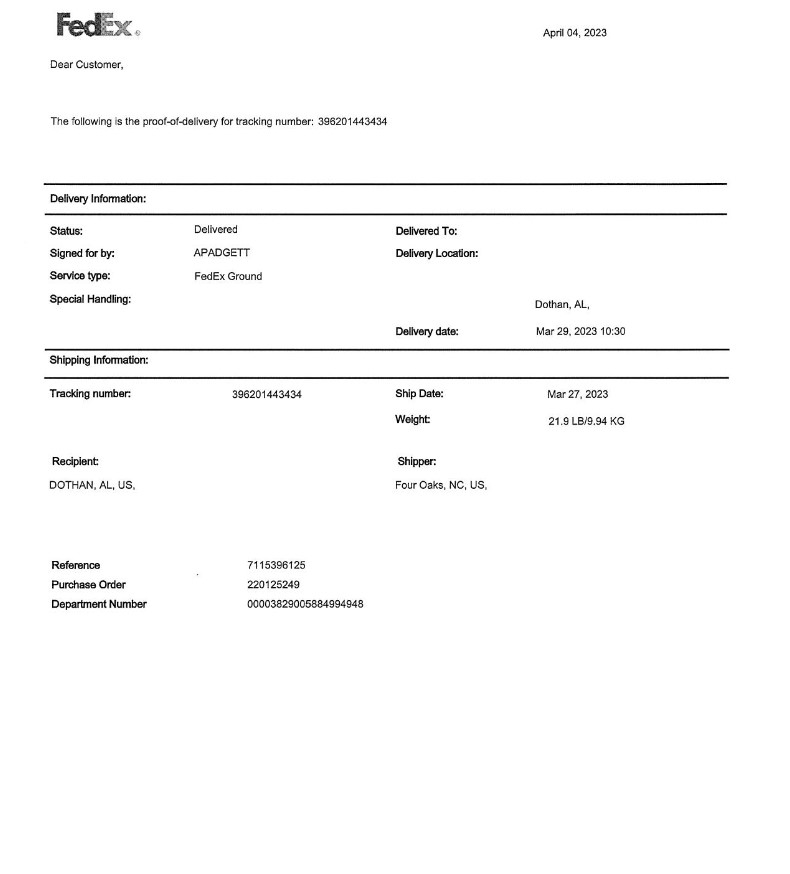 FedEx®
April 04, 2023
Dear Customer,
The following is the proof-of-delivery for tracking number: 396201443434
Delivery Information:
Status: Delivered Delivered To:
Signed for by: APADGETT Delivery Location:
Service type: FedEx Ground
Special Handling:
Dothan, AL,
Delivery date: Mar 29, 2023 10:30
Shipping Information:
Tracking number: 396201443434 Ship Date: Mar 27, 2023
Weight: 21.9 LB/9.94 KG
Recipient: Shipper:
DOTHAN, AL, US, Four Oaks, NC, US,
Reference 7115396125
Purchase Order 220125249
Department Number 00003829005884994948